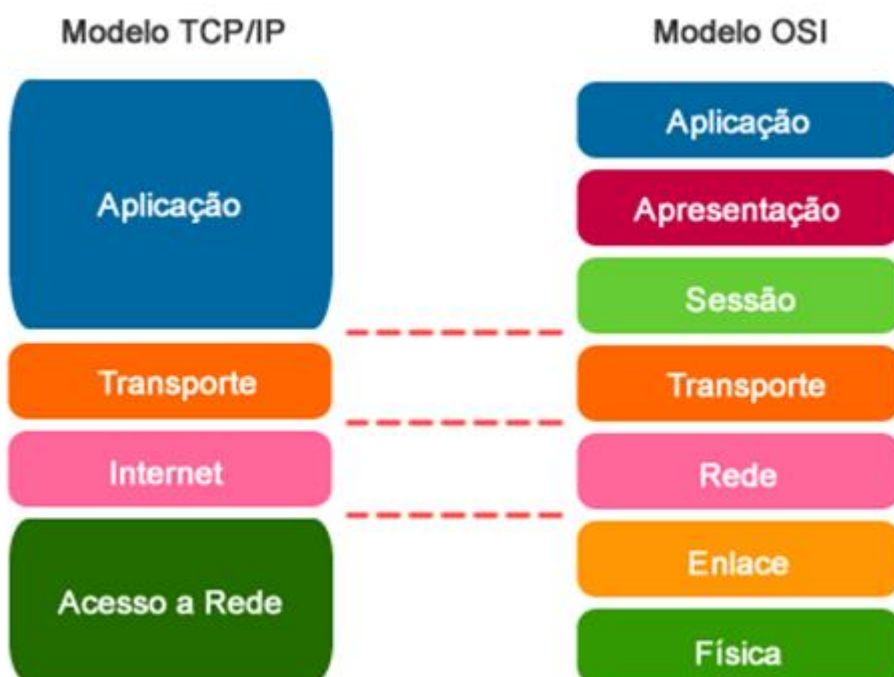 Modelo TCP/IP
Aplicação
Transporte
Internet
Acesso a Rede
Modelo OSI
Aplicação
Apresentação
Sessão
Transporte
Rede
Enlace
Física